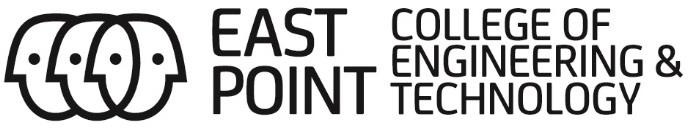 EAST
POINT
COLLEGE OF
ENGINEERING &
TECHNOLOGY